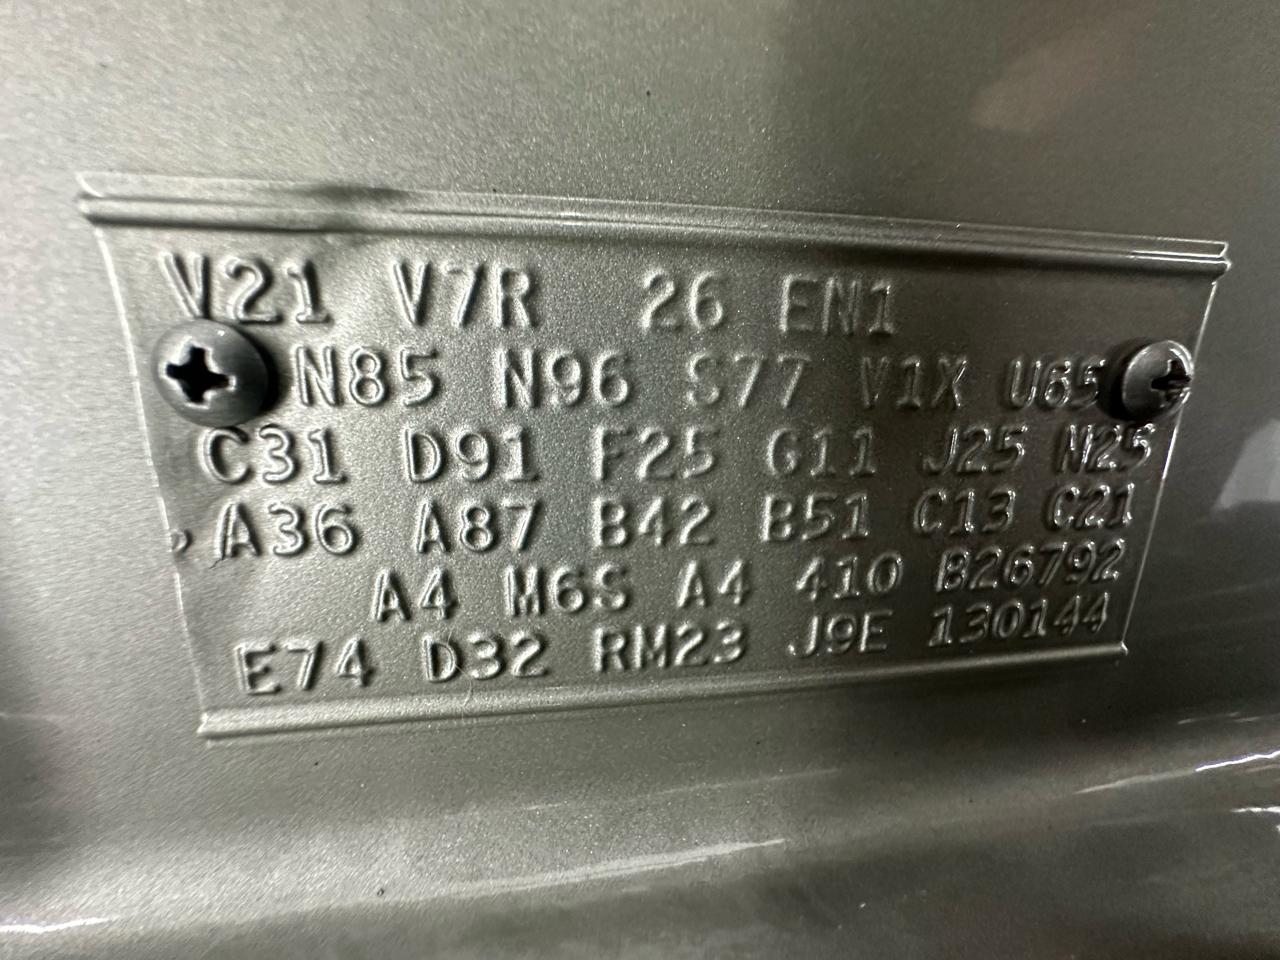 V21 V7R 26 EN1
N85 N96 S77 V1X U65
C31 D91 F25 G11 J25 N25
A36 A87 B42 B51 C13 C21
A4 M6S A4 410 B26792
E74 D32 RM23 J9E 130144